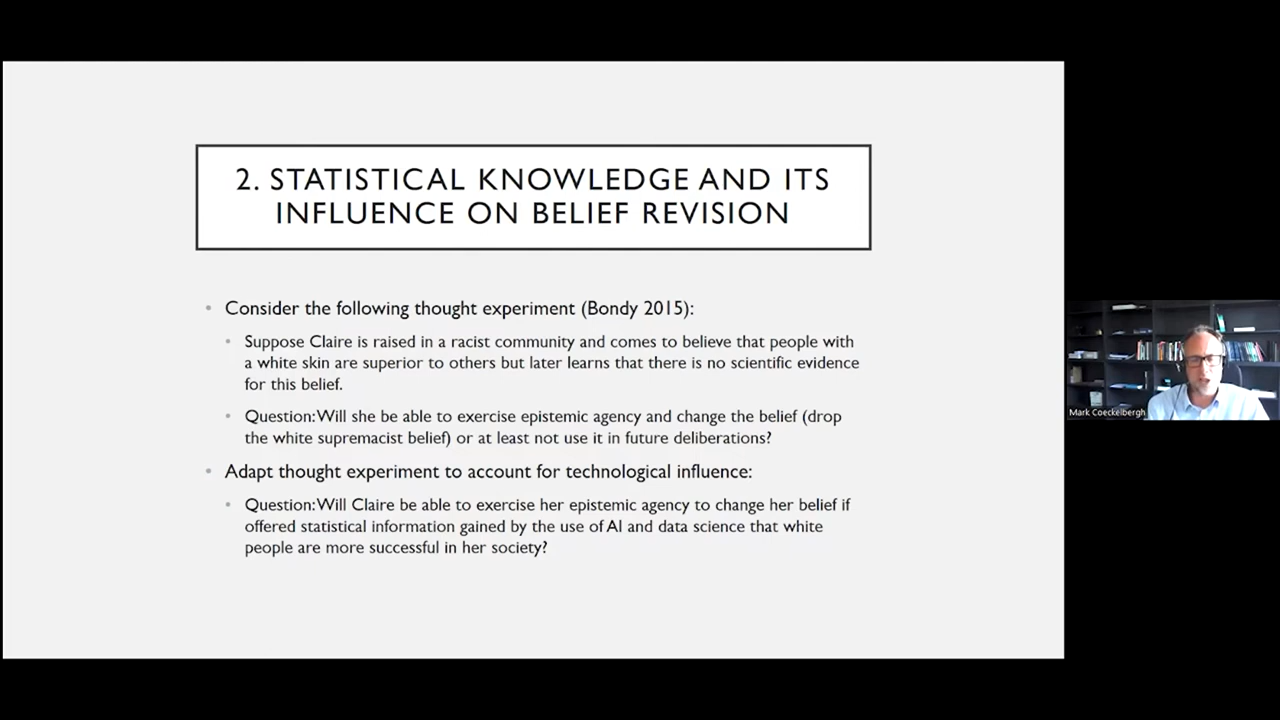 2. STATISTICAL KNOWLEDGE AND ITS
INFLUENCE ON BELIEF REVISION
Consider the following thought experiment (Bondy 2015):
Suppose Claire is raised in a racist community and comes to believe that people with
a white skin are superior to others but later learns that there is no scientific evidence
for this belief.
Question: Will she be able to exercise epistemic agency and change the belief (drop
the white supremacist belief) or at least not use it in future deliberations?
Adapt thought experiment to account for technological influence:
Question: Will Claire be able to exercise her epistemic agency to change her belief if
offered statistical information gained by the use of AI and data science that white
people are more successful in her society?
Mark Coeckelbergh